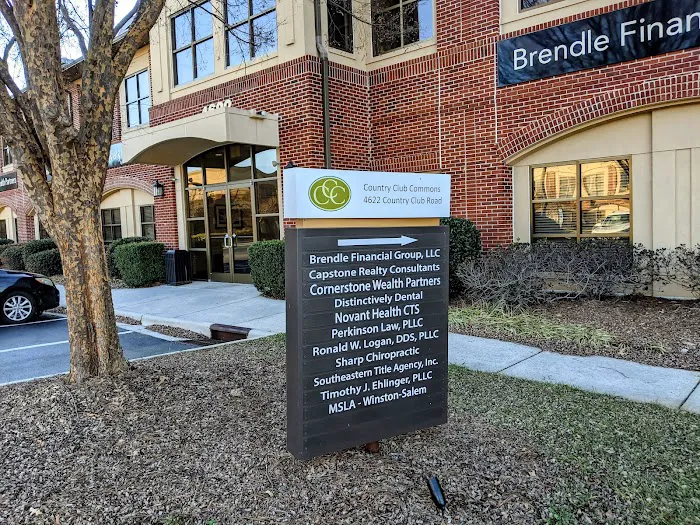 Brendle Finan
CCC
Country Club Commons
4622 Country Club Road
Brendle Financial Group, LLC
Capstone Realty Consultants
Cornerstone Wealth Partners
Distinctively Dental
Novant Health CTS
Perkinson Law, PLLC
Ronald W. Logan, DDS, PLLC
Sharp Chiropractic
Southeastern Title Agency, Inc.
Timothy J. Ehlinger, PLLC
MSLA - Winston-Salem